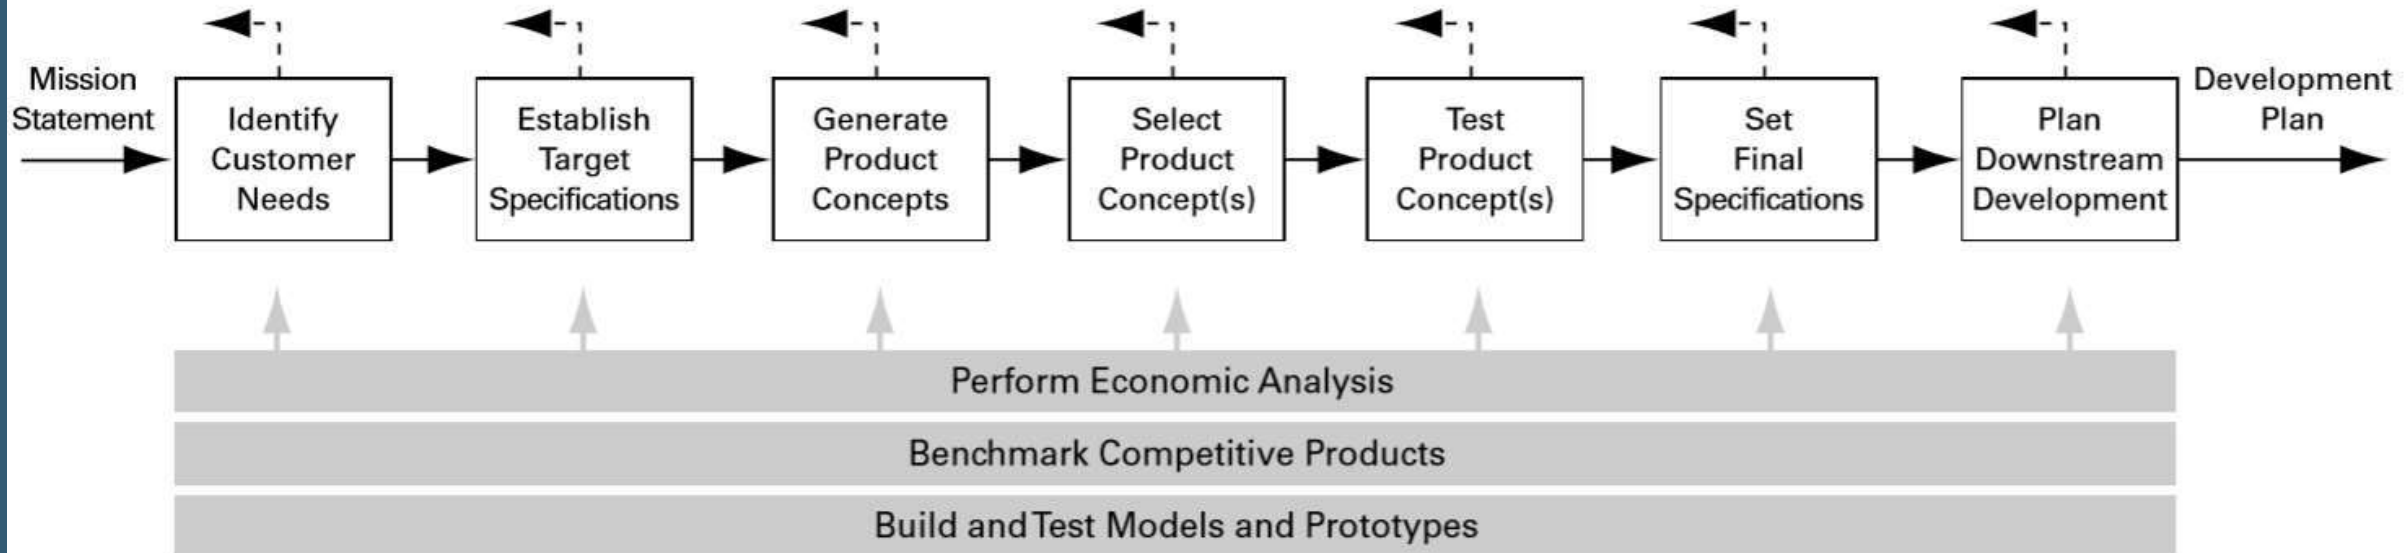 Mission
Statement
Identify
Customer
Needs
Establish
Target
Specifications
Generate
Product
Concepts
Select
Product
Concept(s)
Test
Product
Concept(s)
Set
Final
Specifications
Plan
Downstream
Development
Development
Plan
Perform Economic Analysis
Benchmark Competitive Products
Build and Test Models and Prototypes